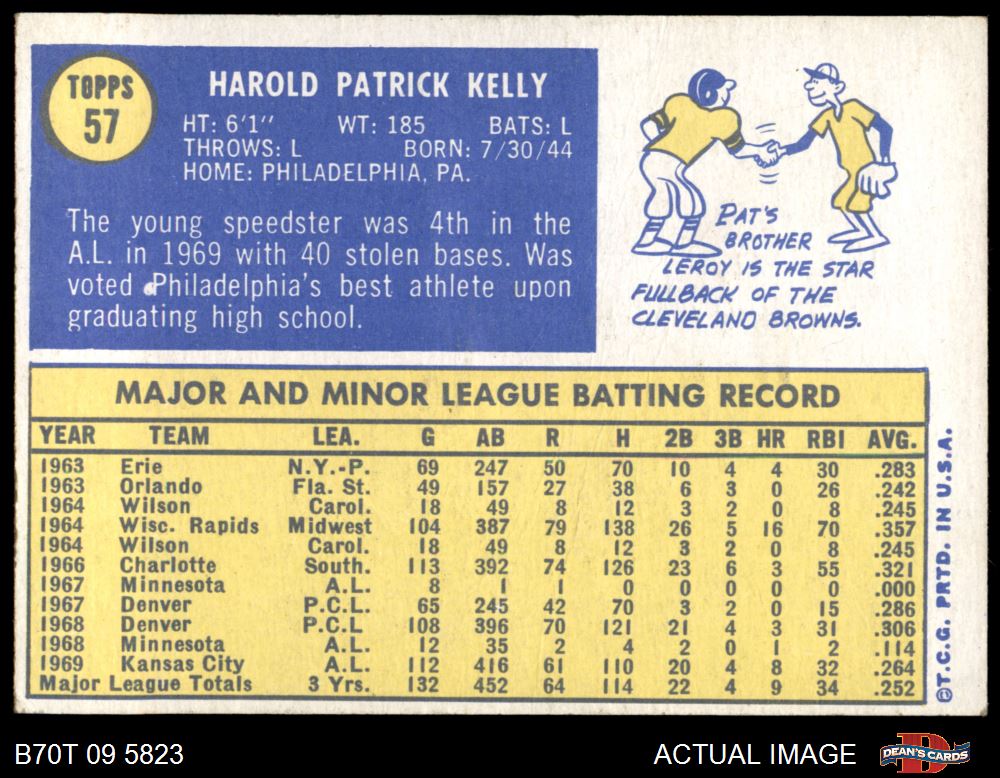 TOPPS
57
HAROLD PATRICK KELLY
HT: 6'1" WT: 185 BATS: L
THROWS: L BORN: 7/30/44
HOME: PHILADELPHIA, PA.
The young speedster was 4th in the
A.L. in 1969 with 40 stolen bases. Was
voted Philadelphia's best athlete upon
graduating high school.
PAT'S
BROTHER
LEROY IS THE STAR
FULLBACK OF THE
CLEVELAND BROWNS.
MAJOR AND MINOR LEAGUE BATTING RECORD
YEAR TEAM LEA. G AB R H 2B 3B HR RBI AVG.
1963 Erie N.Y.-P. 69 247 50 70 10 4 4 30 .283
1963 Orlando Fla. St. 49 157 27 38 6 3 0 26 .242
1964 Wilson Carol. 18 49 8 12 3 2 0 8 .245
1964 Wisc. Rapids Midwest 104 387 79 138 26 5 16 70 .357
1964 Wilson Carol. 18 49 8 12 3 2 0 8 .245
1966 Charlotte South. 113 392 74 126 23 6 3 55 .321
1967 Minnesota A.L. 8 1 1 0 0 0 0 0 .000
1967 Denver P.C.L. 65 245 42 70 3 2 0 15 .286
1968 Denver P.C.L 108 396 70 121 21 4 3 31 .306
1968 Minnesota A.L. 12 35 2 4 2 0 1 2 .114
1969 Kansas City A.L. 112 416 61 110 20 4 8 32 .264
Major League Totals 3 Yrs. 132 452 64 114 22 4 9 34 .252
©T.C.G. PRTD. IN U.S.A.
B70T 09 5823
ACTUAL IMAGE
DEAN'S CARDS